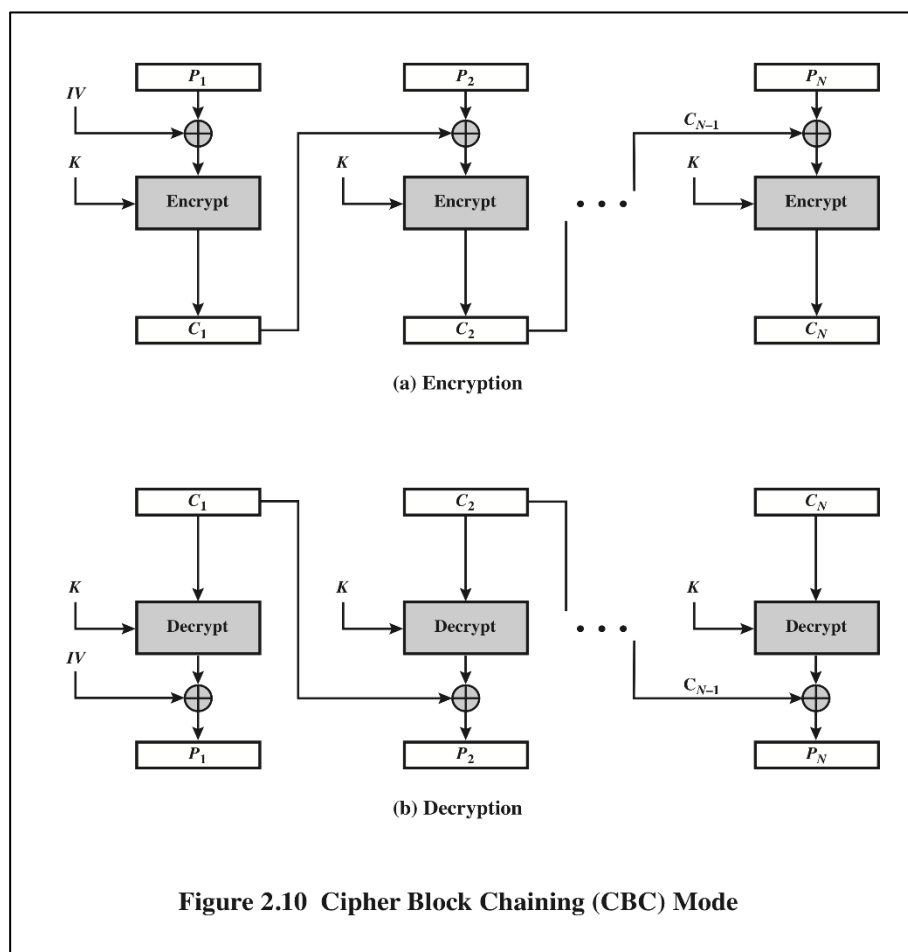 P1 P2 PN
IV CN–1
K K K
Encrypt Encrypt • • • Encrypt
C1 C2 CN
(a) Encryption
C1 C2 CN
K K K
Decrypt Decrypt • • • Decrypt
IV CN–1
P1 P2 PN
(b) Decryption
Figure 2.10 Cipher Block Chaining (CBC) Mode